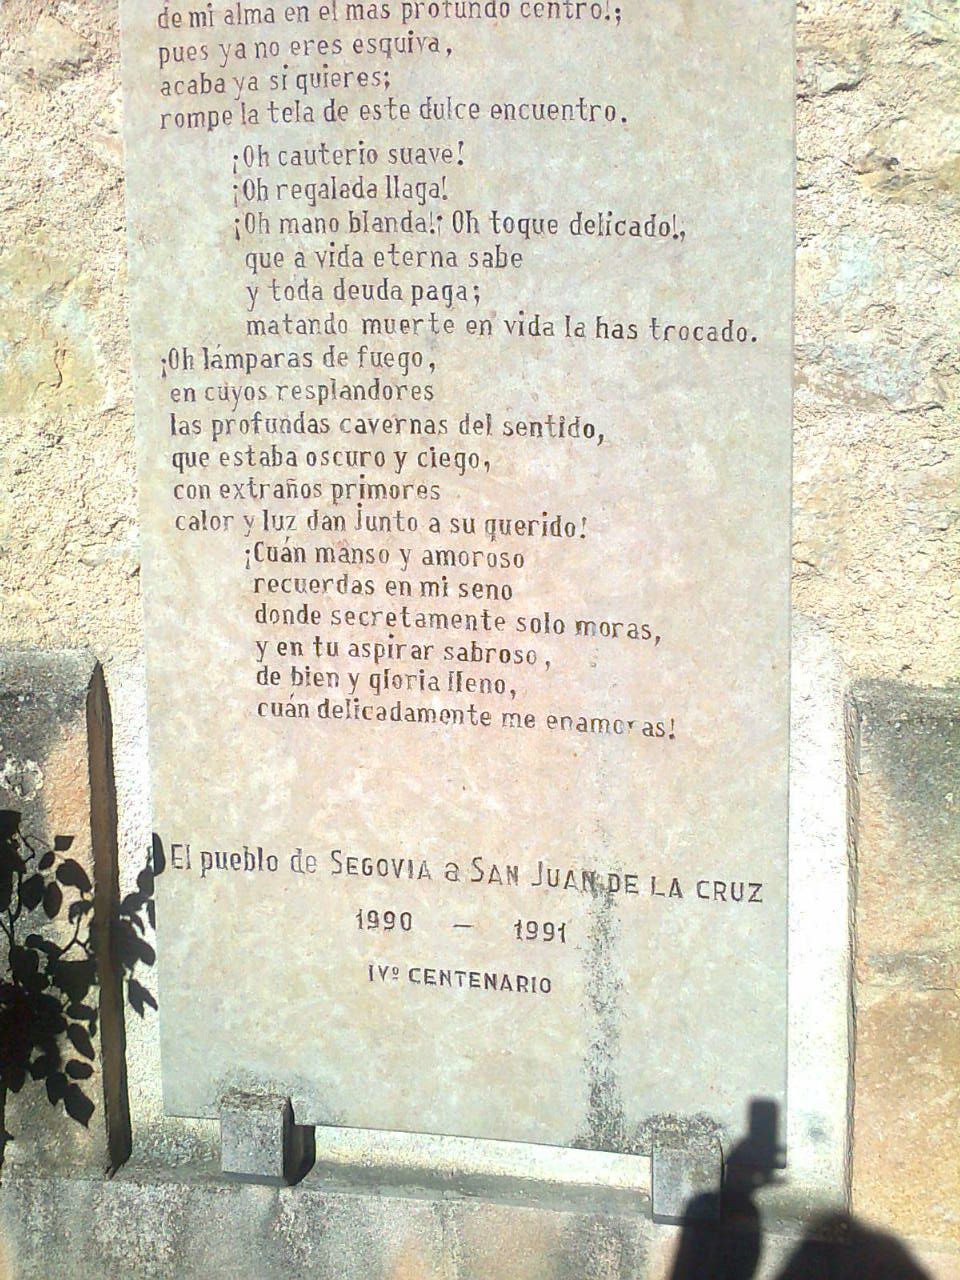 de mi alma en el mas profundo centro!;
pues ya no eres esquiva,
acaba ya si quieres;
rompe la tela de este dulce encuentro.
¡Oh cauterio suave!
¡Oh regalada llaga!
¡Oh mano blanda!¡ Oh toque delicado!,
que a vida eterna sabe
y toda deuda paga;
matando muerte en vida la has trocado.
¡Oh lámparas de fuego,
en cuyos resplandores
las profundas cavernas del sentido,
que estaba oscuro y ciego,
con extraños primores
calor y luz dan junto a su querido!
¡Cuán manso y amoroso
recuerdas en mi seno
donde secretamente solo moras,
y en tu aspirar sabroso,
de bien y gloria lleno,
cuán delicadamente me enamoras!
El pueblo de SEGOVIA a SAN JUAN DE LA CRUZ
1990 – 1991
IVº CENTENARIO